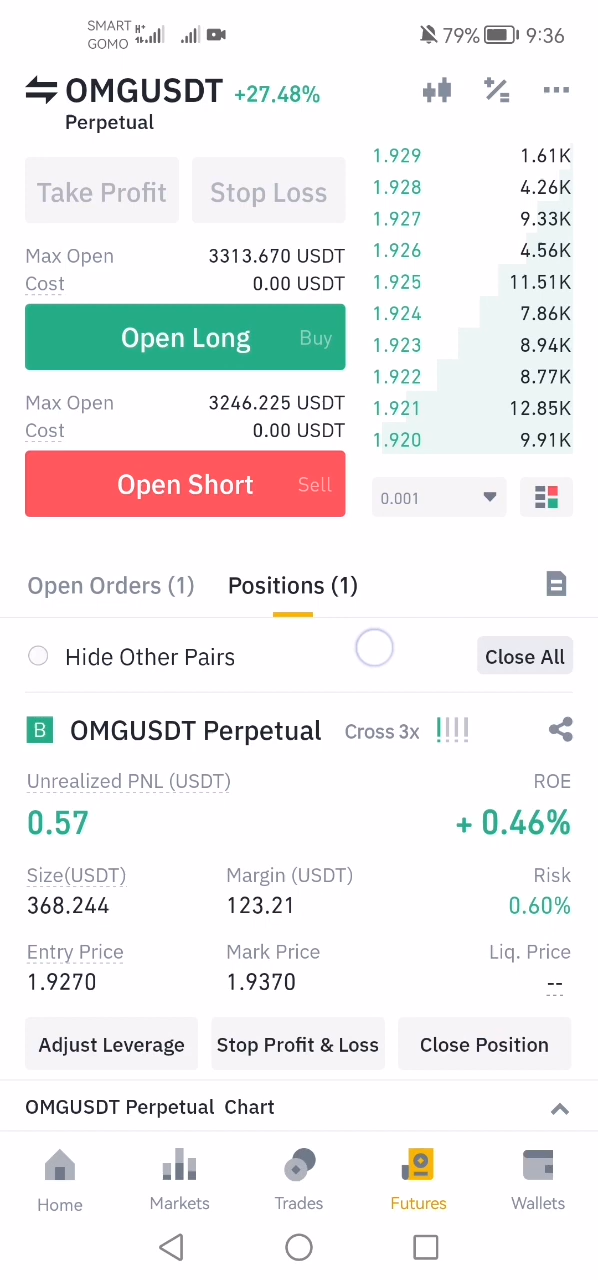 SMART
GOMO
79% 9:36
OMGUSDT +27.48%
Perpetual
Take Profit Stop Loss
Max Open 3313.670 USDT
Cost 0.00 USDT
Open Long Buy
Max Open 3246.225 USDT
Cost 0.00 USDT
Open Short Sell
1.929 1.61K
1.928 4.26K
1.927 9.33K
1.926 4.56K
1.925 11.51K
1.924 7.86K
1.923 8.94K
1.922 8.77K
1.921 12.85K
1.920 9.91K
0.001
Open Orders (1) Positions (1)
Hide Other Pairs Close All
B OMGUSDT Perpetual Cross 3x
Unrealized PNL (USDT) ROE
0.57 + 0.46%
Size(USDT) Margin (USDT) Risk
368.244 123.21 0.60%
Entry Price Mark Price Liq. Price
1.9270 1.9370 --
Adjust Leverage Stop Profit & Loss Close Position
OMGUSDT Perpetual Chart
Home Markets Trades Futures Wallets